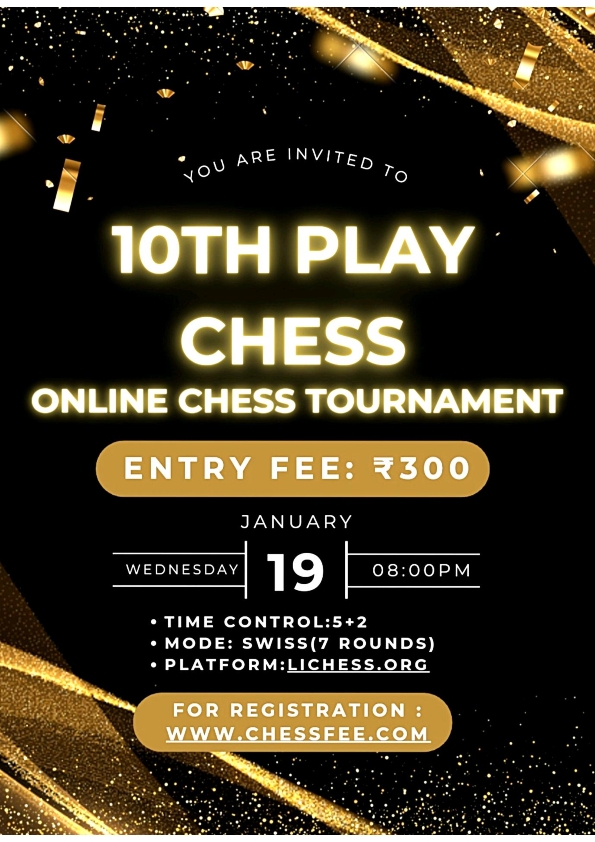 YOU ARE INVITED TO
10TH PLAY
CHESS
ONLINE CHESS TOURNAMENT
ENTRY FEE: ₹300
JANUARY
WEDNESDAY 19 08:00PM
• TIME CONTROL:5+2
• MODE: SWISS(7 ROUNDS)
• PLATFORM:LICHESS.ORG
FOR REGISTRATION :
WWW.CHESSFEE.COM